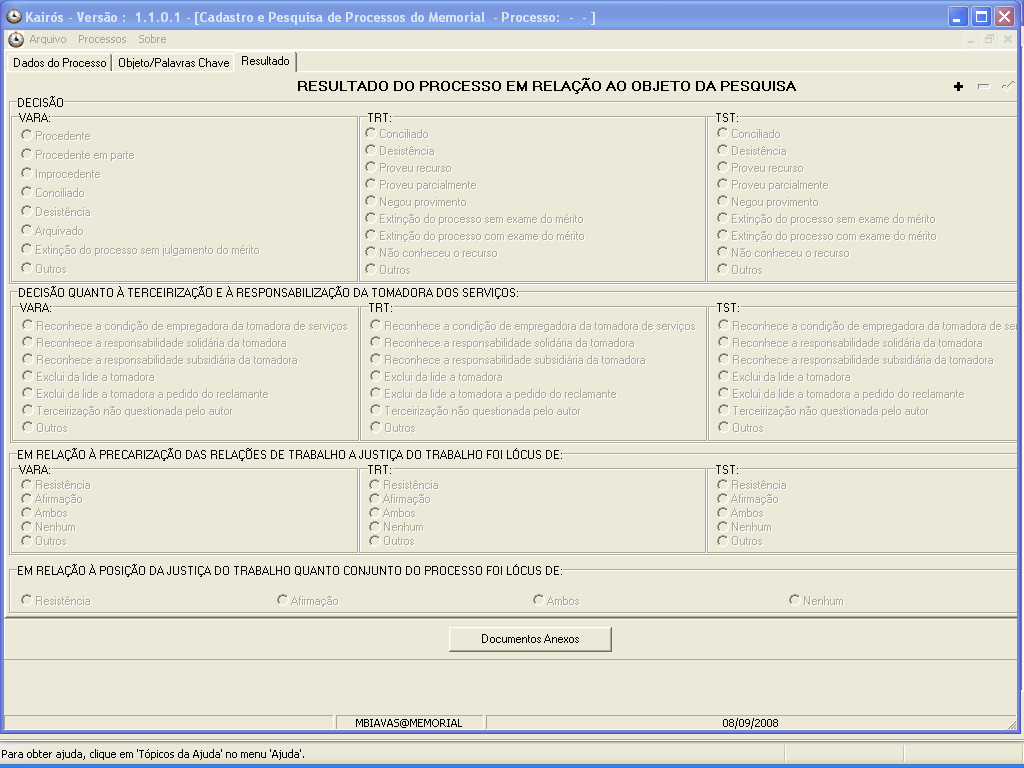 Kairós - Versão : 1.1.0.1 - [Cadastro e Pesquisa de Processos do Memorial - Processo: - - ]
Arquivo Processos Sobre
Dados do Processo Objeto/Palavras Chave Resultado
RESULTADO DO PROCESSO EM RELAÇÃO AO OBJETO DA PESQUISA
DECISÃO
VARA:
Procedente
Procedente em parte
Improcedente
Conciliado
Desistência
Arquivado
Extinção do processo sem julgamento do mérito
Outros
TRT:
Conciliado
Desistência
Proveu recurso
Proveu parcialmente
Negou provimento
Extinção do processo sem exame do mérito
Extinção do processo com exame do mérito
Não conheceu o recurso
Outros
TST:
Conciliado
Desistência
Proveu recurso
Proveu parcialmente
Negou provimento
Extinção do processo sem exame do mérito
Extinção do processo com exame do mérito
Não conheceu o recurso
Outros
DECISÃO QUANTO À TERCEIRIZAÇÃO E À RESPONSABILIZAÇÃO DA TOMADORA DOS SERVIÇOS:
VARA:
Reconhece a condição de empregadora da tomadora de serviços
Reconhece a responsabilidade solidária da tomadora
Reconhece a responsabilidade subsidiária da tomadora
Exclui da lide a tomadora
Exclui da lide a tomadora a pedido do reclamante
Terceirização não questionada pelo autor
Outros
TRT:
Reconhece a condição de empregadora da tomadora de serviços
Reconhece a responsabilidade solidária da tomadora
Reconhece a responsabilidade subsidiária da tomadora
Exclui da lide a tomadora
Exclui da lide a tomadora a pedido do reclamante
Terceirização não questionada pelo autor
Outros
TST:
Reconhece a condição de empregadora da tomadora de ser
Reconhece a responsabilidade solidária da tomadora
Reconhece a responsabilidade subsidiária da tomadora
Exclui da lide a tomadora
Exclui da lide a tomadora a pedido do reclamante
Terceirização não questionada pelo autor
Outros
EM RELAÇÃO À PRECARIZAÇÃO DAS RELAÇÕES DE TRABALHO A JUSTIÇA DO TRABALHO FOI LÓCUS DE:
VARA:
Resistência
Afirmação
Ambos
Nenhum
Outros
TRT:
Resistência
Afirmação
Ambos
Nenhum
Outros
TST:
Resistência
Afirmação
Ambos
Nenhum
Outros
EM RELAÇÃO À POSIÇÃO DA JUSTIÇA DO TRABALHO QUANTO CONJUNTO DO PROCESSO FOI LÓCUS DE:
Resistência Afirmação Ambos Nenhum
Documentos Anexos
MBIAVAS@MEMORIAL 08/09/2008
Para obter ajuda, clique em 'Tópicos da Ajuda' no menu 'Ajuda'.